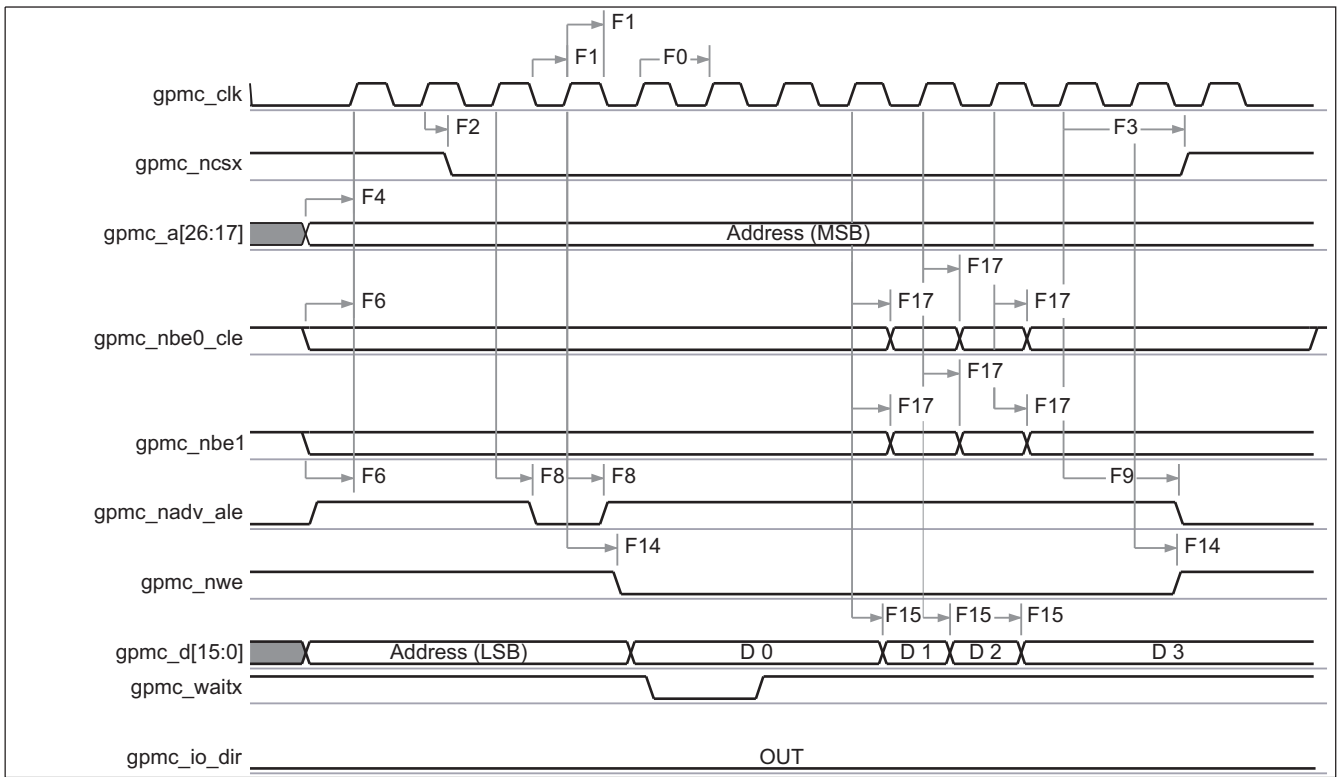 F1
F1 F0
gpmc_clk
F2 F3
gpmc_ncsx
F4
gpmc_a[26:17] Address (MSB)
F17
F6 F17 F17
gpmc_nbe0_cle
F17
F17 F17
gpmc_nbe1
F6 F8 F8 F9
gpmc_nadv_ale
F14 F14
gpmc_nwe
F15 F15 F15
gpmc_d[15:0] Address (LSB) D 0 D 1 D 2 D 3
gpmc_waitx
gpmc_io_dir OUT